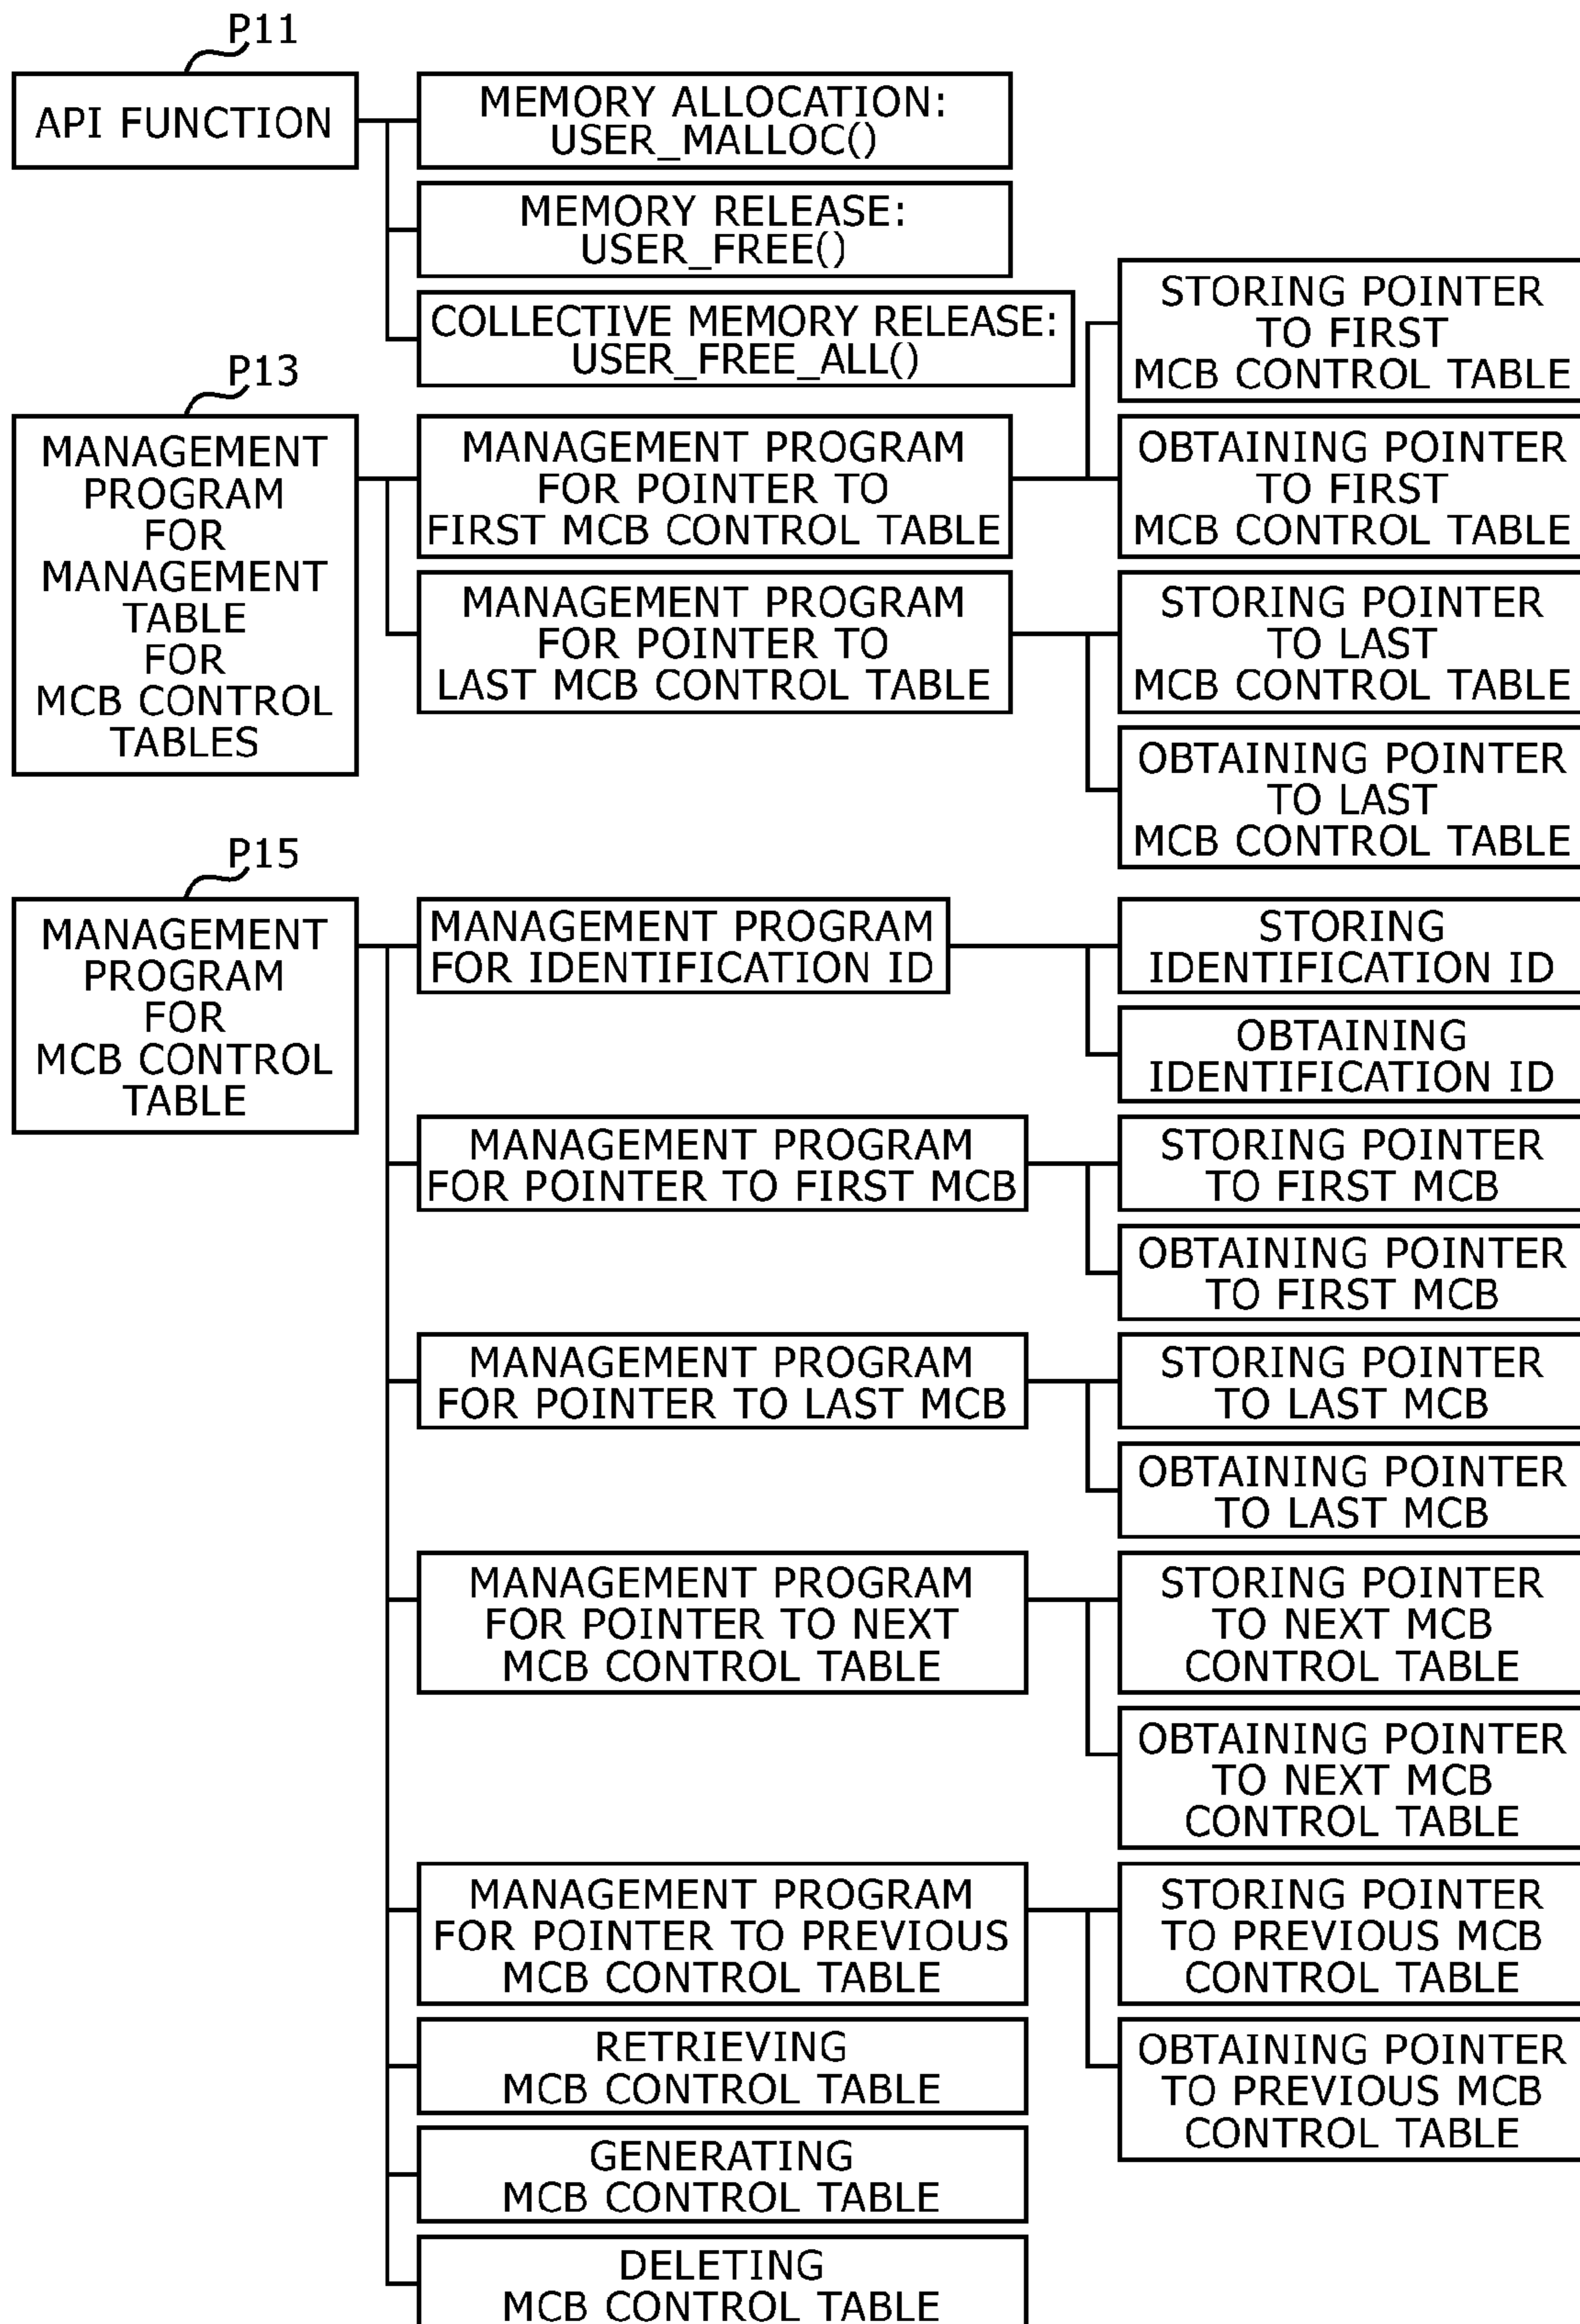 P11
API FUNCTION
MEMORY ALLOCATION:
USER_MALLOC()
MEMORY RELEASE:
USER_FREE()
COLLECTIVE MEMORY RELEASE:
USER_FREE_ALL()
P13
MANAGEMENT
PROGRAM
FOR
MANAGEMENT
TABLE
FOR
MCB CONTROL
TABLES
MANAGEMENT PROGRAM
FOR POINTER TO
FIRST MCB CONTROL TABLE
STORING POINTER
TO FIRST
MCB CONTROL TABLE
OBTAINING POINTER
TO FIRST
MCB CONTROL TABLE
MANAGEMENT PROGRAM
FOR POINTER TO
LAST MCB CONTROL TABLE
STORING POINTER
TO LAST
MCB CONTROL TABLE
OBTAINING POINTER
TO LAST
MCB CONTROL TABLE
P15
MANAGEMENT
PROGRAM
FOR
MCB CONTROL
TABLE
MANAGEMENT PROGRAM
FOR IDENTIFICATION ID
STORING
IDENTIFICATION ID
OBTAINING
IDENTIFICATION ID
MANAGEMENT PROGRAM
FOR POINTER TO FIRST MCB
STORING POINTER
TO FIRST MCB
OBTAINING POINTER
TO FIRST MCB
MANAGEMENT PROGRAM
FOR POINTER TO LAST MCB
STORING POINTER
TO LAST MCB
OBTAINING POINTER
TO LAST MCB
MANAGEMENT PROGRAM
FOR POINTER TO NEXT
MCB CONTROL TABLE
STORING POINTER
TO NEXT MCB
CONTROL TABLE
OBTAINING POINTER
TO NEXT MCB
CONTROL TABLE
MANAGEMENT PROGRAM
FOR POINTER TO PREVIOUS
MCB CONTROL TABLE
STORING POINTER
TO PREVIOUS MCB
CONTROL TABLE
OBTAINING POINTER
TO PREVIOUS MCB
CONTROL TABLE
RETRIEVING
MCB CONTROL TABLE
GENERATING
MCB CONTROL TABLE
DELETING
MCB CONTROL TABLE